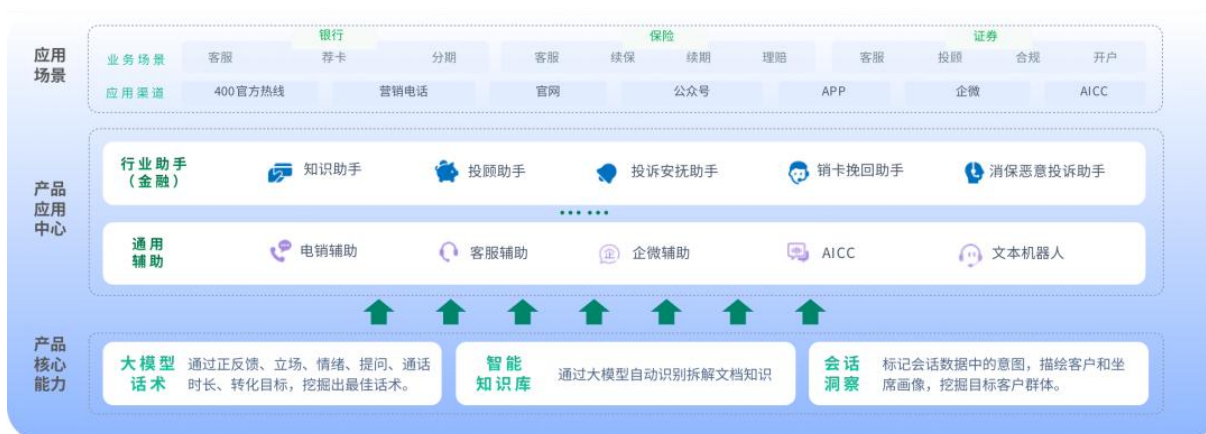 应用
场景
银行
保险
证券
业务场景
客服
荐卡
分期
客服
续保
续期
理赔
客服
投顾
合规
开户
应用渠道
400官方热线
营销电话
官网
公众号
APP
企微
AICC
产品
应用
中心
行业助手
（金融）
知识助手
投顾助手
投诉安抚助手
销卡挽回助手
消保恶意投诉助手
……
通用
辅助
电销辅助
客服辅助
企
企微辅助
AICC
文本机器人
产品
核心
能力
大模型
话术
通过正反馈、立场、情绪、提问、通话
时长、转化目标，挖掘出最佳话术。
智能
知识库
通过大模型自动识别拆解文档知识
会话
洞察
标记会话数据中的意图，描绘客户和坐
席画像，挖掘目标客户群体。